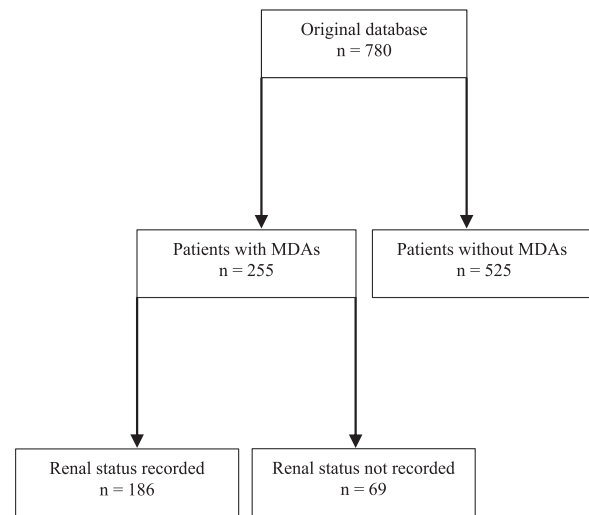 Original database
n = 780
Patients with MDAs
n = 255
Patients without MDAs
n = 525
Renal status recorded
n = 186
Renal status not recorded
n = 69